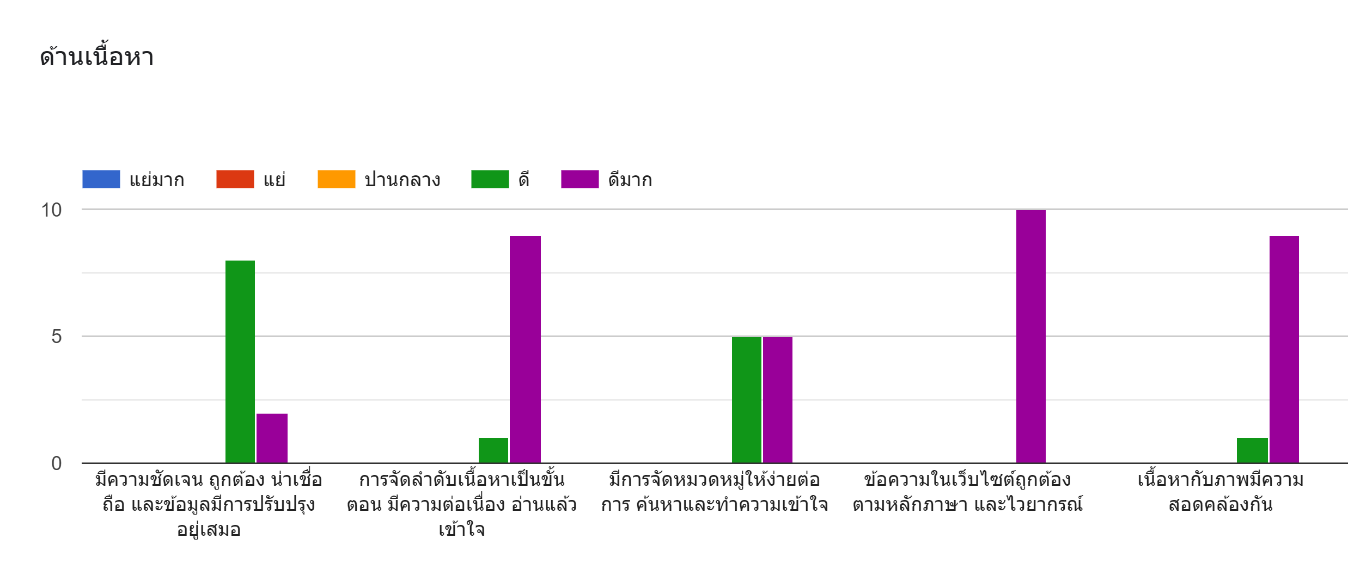 ด้านเนื้อหา
แย่มาก แย่ ปานกลาง ดี ดีมาก
10
5
0
มีความชัดเจน ถูกต้อง น่าเชื่อ
ถือ และข้อมูลมีการปรับปรุง
อยู่เสมอ
การจัดลำดับเนื้อหาเป็นขั้น
ตอน มีความต่อเนื่อง อ่านแล้ว
เข้าใจ
มีการจัดหมวดหมู่ให้ง่ายต่อ
การ ค้นหาและทำความเข้าใจ
ข้อความในเว็บไซต์ถูกต้อง
ตามหลักภาษา และไวยากรณ์
เนื้อหากับภาพมีความ
สอดคล้องกัน